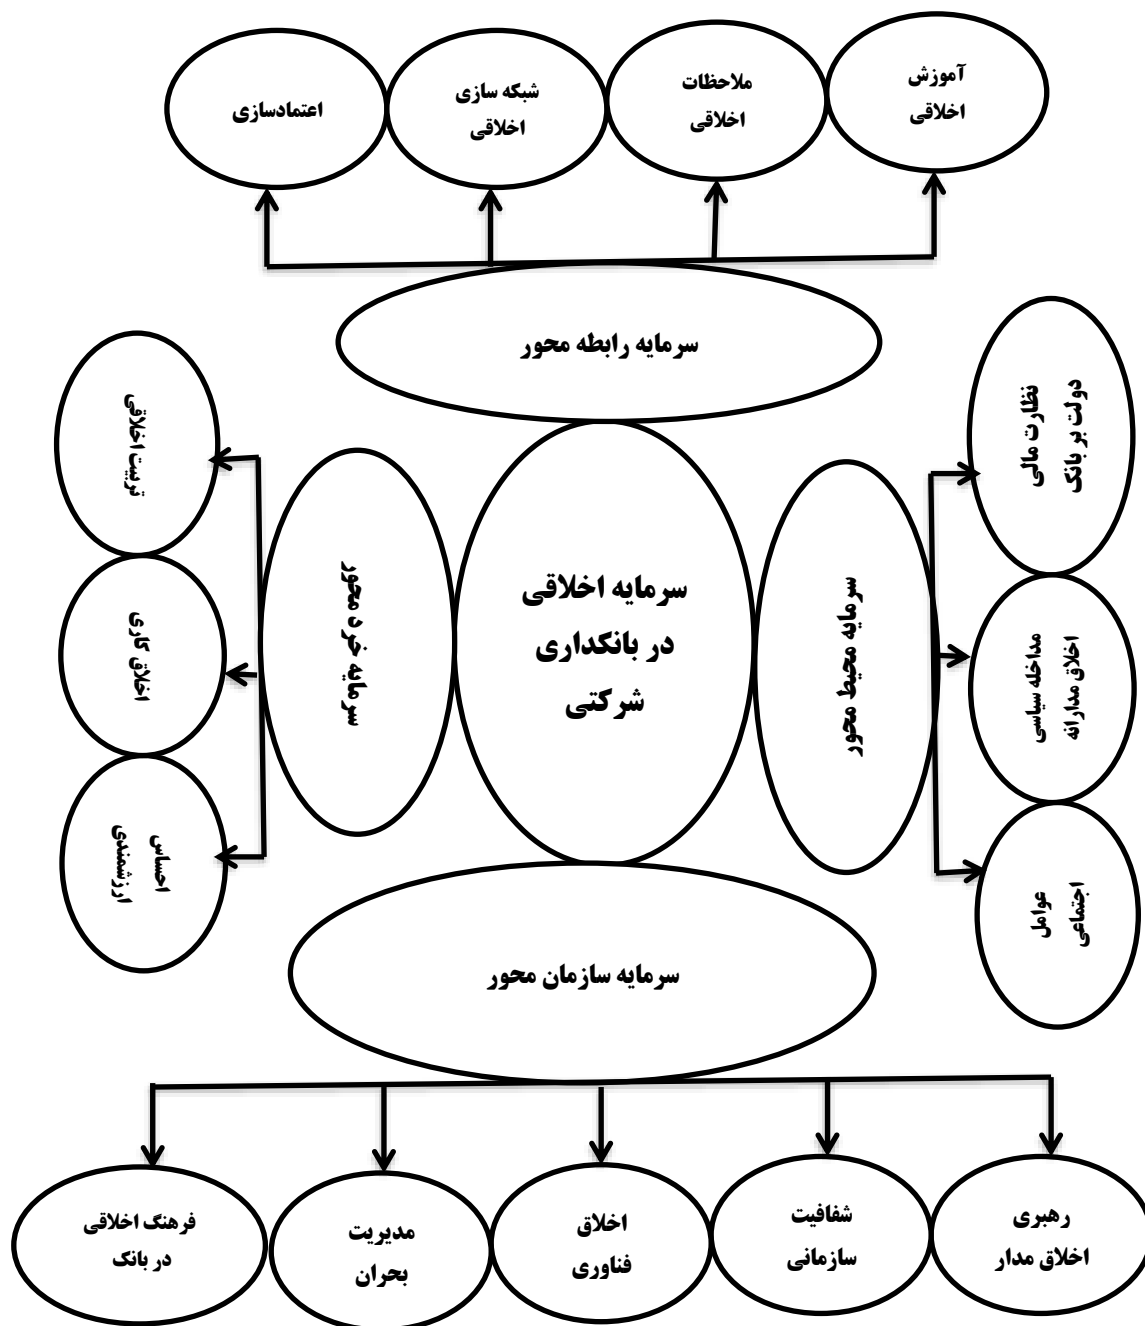 آموزش
اخلاقی
ملاحظات
اخلاقی
شبکه سازی
اخلاقی
اعتمادسازی
سرمایه رابطه محور
نظارت مالی
دولت بر بانک
مداخله سیاسی
اخلاق مدارانه
عوامل
اجتماعی
سرمایه محیط محور
سرمایه اخلاقی
در بانکداری
شرکتی
سرمایه خرد محور
تربیت اخلاقی
اخلاق کاری
احساس
ارزشمندی
سرمایه سازمان محور
رهبری
اخلاق مدار
شفافیت
سازمانی
اخلاق
فناوری
مدیریت
بحران
فرهنگ اخلاقی
در بانک